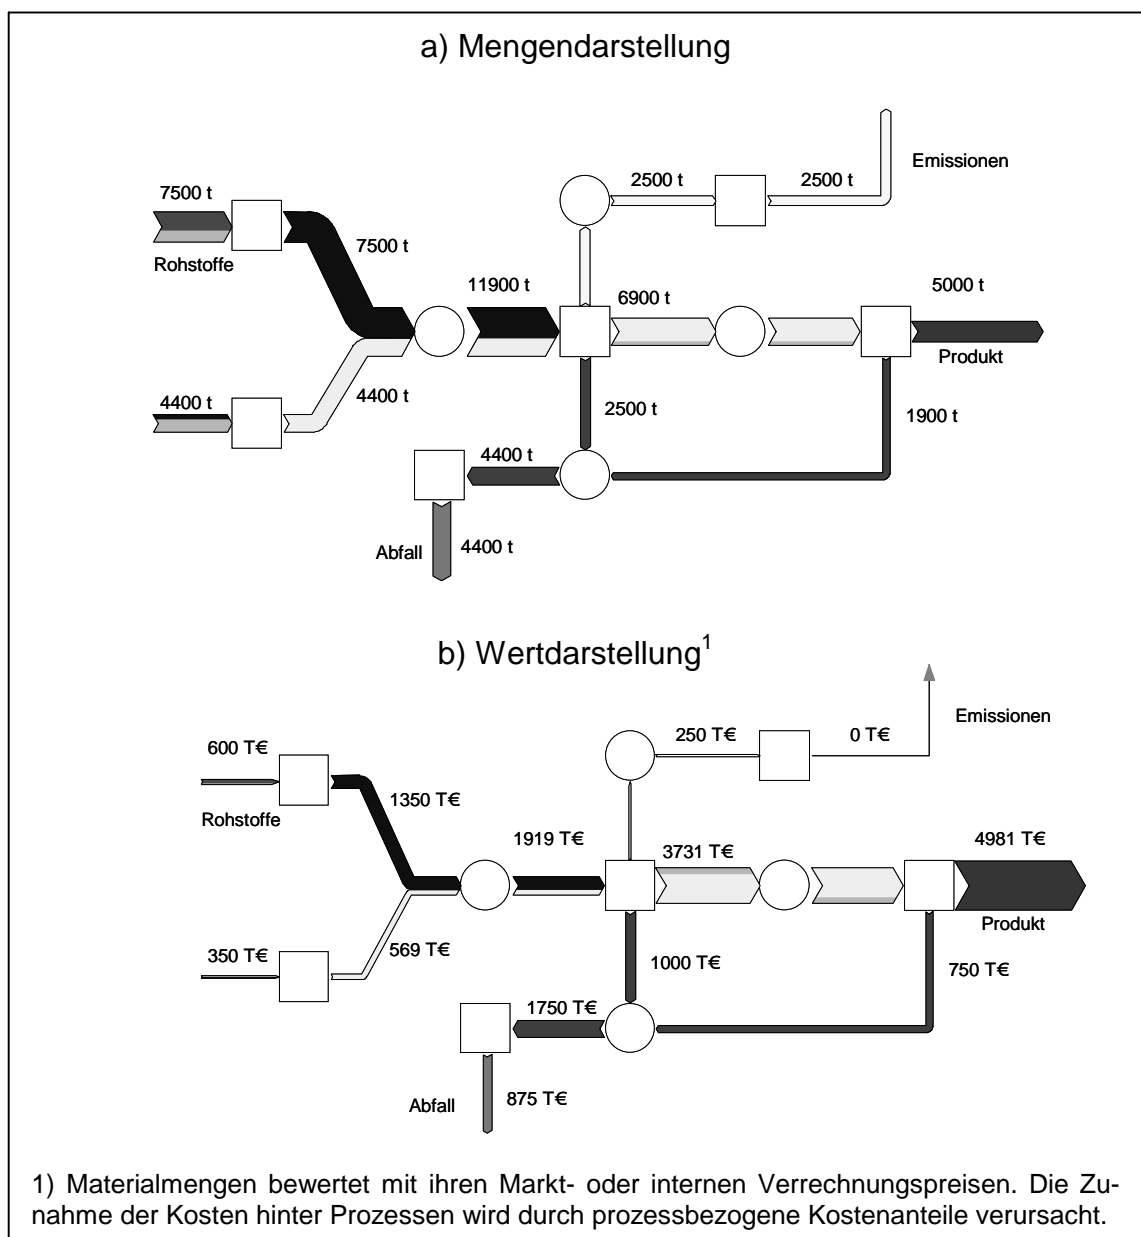 a) Mengendarstellung
Emissionen
2500 t
2500 t
7500 t
7500 t
Rohstoffe
11900 t
6900 t
5000 t
Produkt
4400 t
4400 t
2500 t
1900 t
4400 t
Abfall
4400 t
b) Wertdarstellung1
Emissionen
250 T€
0 T€
600 T€
1350 T€
Rohstoffe
1919 T€
3731 T€
4981 T€
Produkt
350 T€
569 T€
1000 T€
750 T€
1750 T€
875 T€
Abfall
1) Materialmengen bewertet mit ihren Markt- oder internen Verrechnungspreisen. Die Zu-
nahme der Kosten hinter Prozessen wird durch prozessbezogene Kostenanteile verursacht.